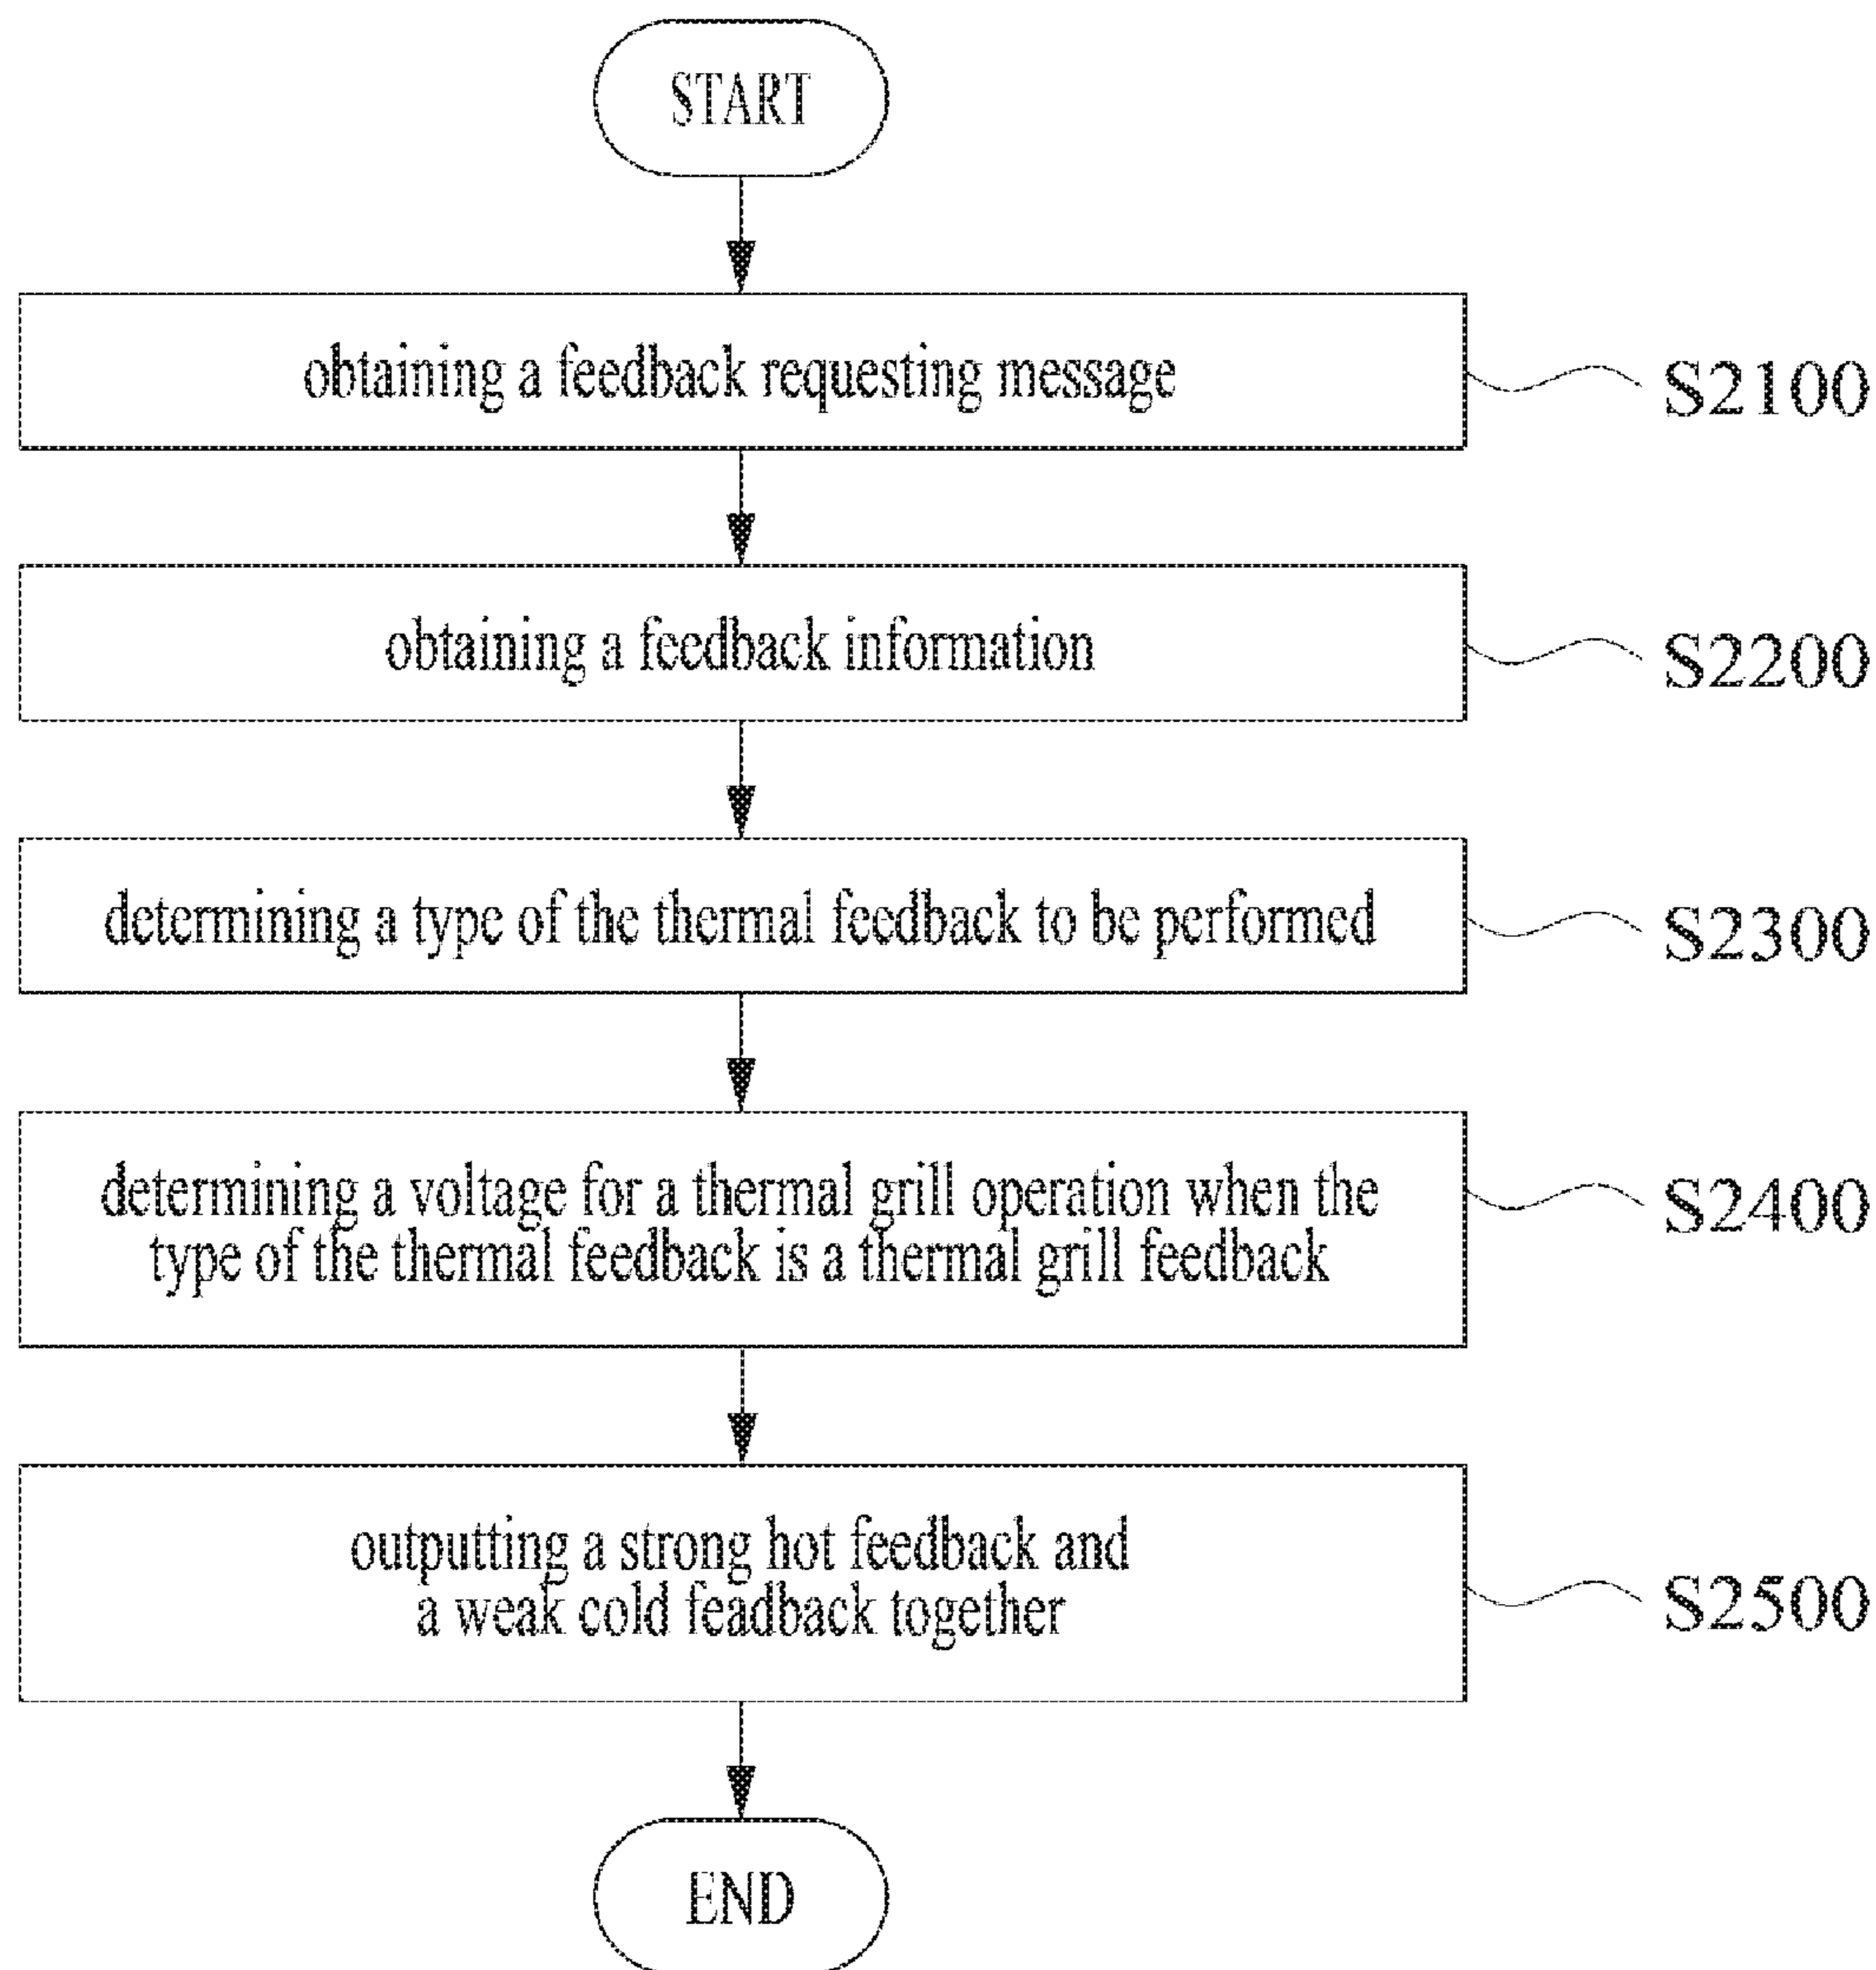 START
obtaining a feedback requesting message
S2100
obtaining a feedback information
S2200
determining a type of the thermal feedback to be performed
S2300
determining a voltage for a thermal grill operation when the
type of the thermal feedback is a thermal grill feedback
S2400
outputting a strong hot feedback and
a weak cold feadback together
S2500
END